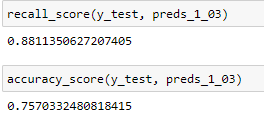 recall_score(y_test, preds_1_03)
0.8811350627207405
accuracy_score(y_test, preds_1_03)
0.7570332480818415